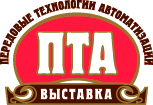 ПЕРЕДОВЫЕ ТЕХНОЛОГИИ АВТОМАТИЗАЦИИ
ПТА
ВЫСТАВКА